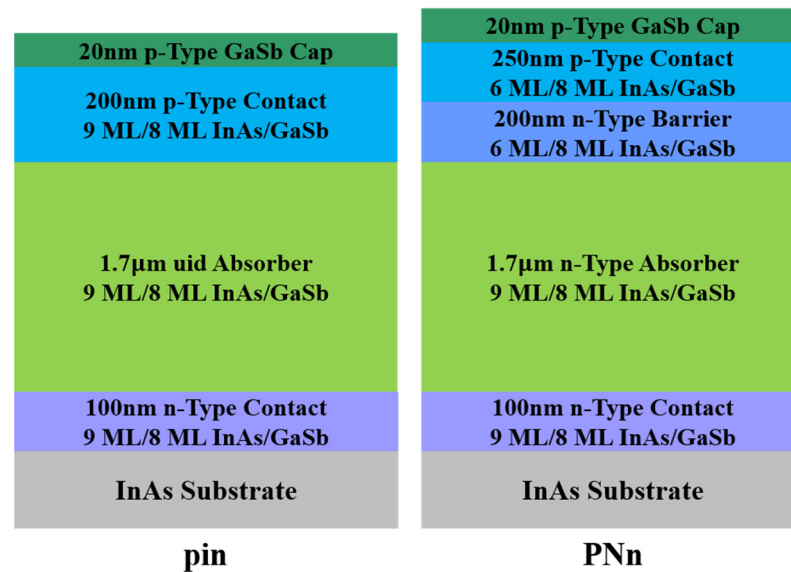 20nm p-Type GaSb Cap
200nm p-Type Contact
9 ML/8 ML InAs/GaSb
1.7μm uid Absorber
9 ML/8 ML InAs/GaSb
100nm n-Type Contact
9 ML/8 ML InAs/GaSb
InAs Substrate
pin
20nm p-Type GaSb Cap
250nm p-Type Contact
6 ML/8 ML InAs/GaSb
200nm n-Type Barrier
6 ML/8 ML InAs/GaSb
1.7μm n-Type Absorber
9 ML/8 ML InAs/GaSb
100nm n-Type Contact
9 ML/8 ML InAs/GaSb
InAs Substrate
PNn